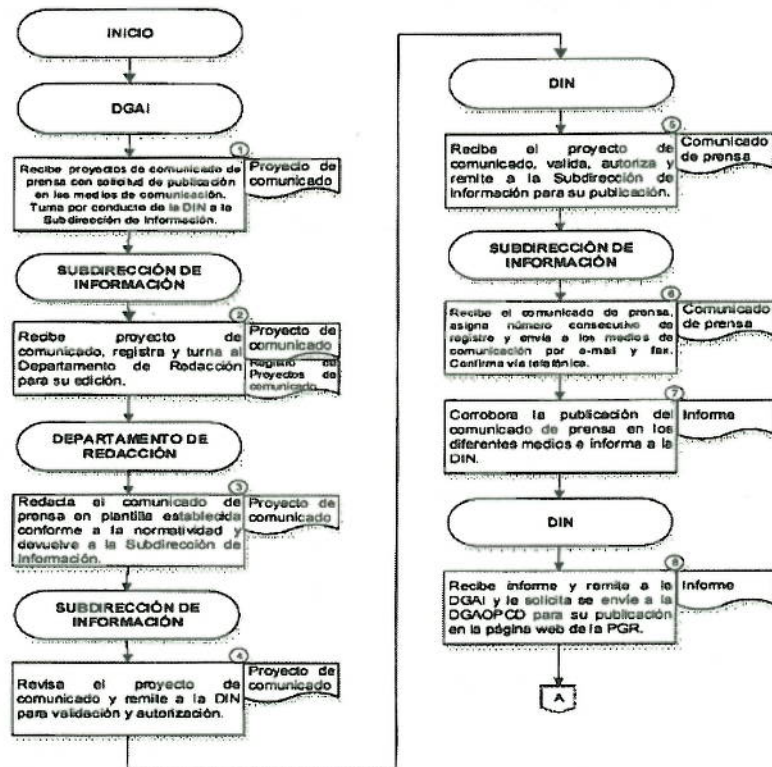 INICIO
DGAI
1
Recibe proyectos de comunicado de
prensa con solicitud de publicación
en los medios de comunicación.
Turna por conducto de la DIN a la
Subdirección de Información.
Proyecto de
comunicado
SUBDIRECCIÓN DE
INFORMACIÓN
2
Recibe proyecto de
comunicado, registra y turna al
Departamento de Redacción
para su edición.
Proyecto de
comunicado
Registro de
Proyectos de
comunicado
DEPARTAMENTO DE
REDACCIÓN
3
Redacta el comunicado de
prensa en plantilla establecida
conforme a la normatividad y
devuelve a la Subdirección de
Información.
Proyecto de
comunicado
SUBDIRECCIÓN DE
INFORMACIÓN
4
Revisa el proyecto de
comunicado y remite a la DIN
para validación y autorización.
Proyecto de
comunicado
DIN
5
Recibe el proyecto de
comunicado, valida, autoriza y
remite a la Subdirección de
Información para su publicación.
Comunicado
de prensa
SUBDIRECCIÓN DE
INFORMACIÓN
6
Recibe el comunicado de prensa,
asigna número consecutivo de
registro y envía a los medios de
comunicación por e-mail y fax.
Confirma vía telefónica.
Comunicado
de prensa
7
Corrobora la publicación del
comunicado de prensa en los
diferentes medios e informa a la
DIN.
Informe
DIN
8
Recibe informe y remite a la
DGAI y le solicita se envíe a la
DGAOPCD para su publicación
en la página web de la PGR.
Informe
A